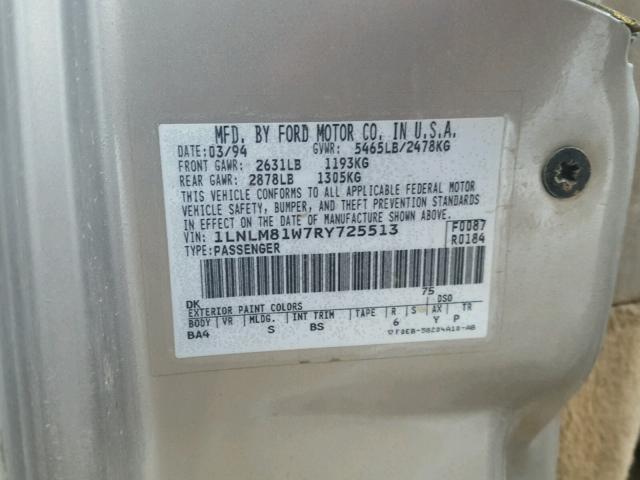 MFD. BY FORD MOTOR CO. IN U.S.A.
DATE: 03/94 GVWR: 5465LB/2478KG
FRONT GAWR: 2631LB 1193KG
REAR GAWR: 2878LB 1305KG
THIS VEHICLE CONFORMS TO ALL APPLICABLE FEDERAL MOTOR
VEHICLE SAFETY, BUMPER, AND THEFT PREVENTION STANDARDS
IN EFFECT ON THE DATE OF MANUFACTURE SHOWN ABOVE.
VIN: 1LNLM81W7RY725513 F0087
TYPE: PASSENGER R0184
DK 75
EXTERIOR PAINT COLORS DSO
BODY VR MLDG. INT TRIM TAPE R S AX TR
BA4 S BS 6 Y P